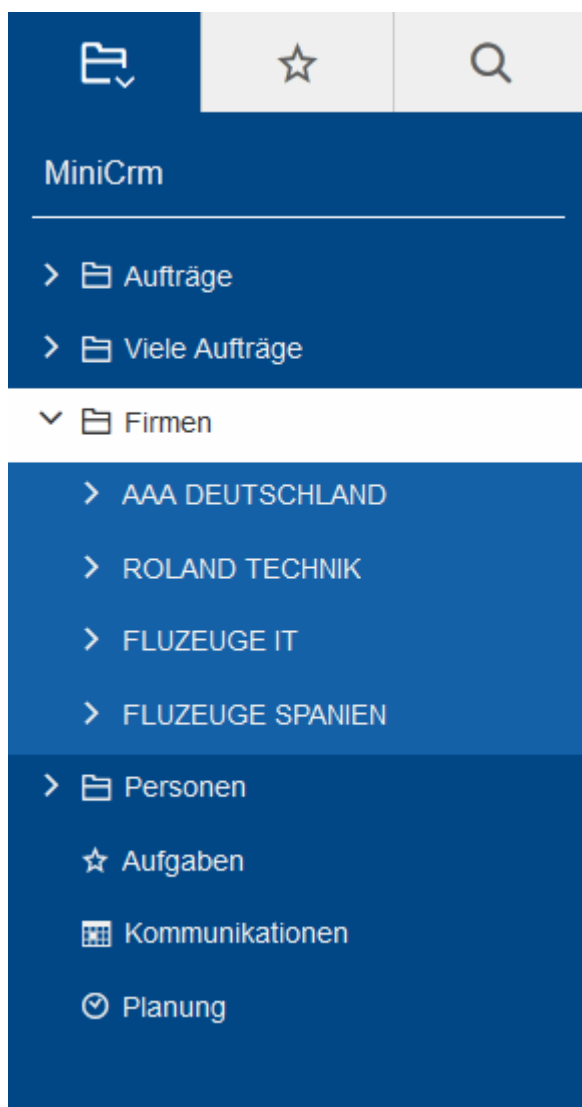 MiniCrm
Aufträge
Viele Aufträge
Firmen
AAA DEUTSCHLAND
ROLAND TECHNIK
FLUZEUGE IT
FLUZEUGE SPANIEN
Personen
Aufgaben
Kommunikationen
Planung